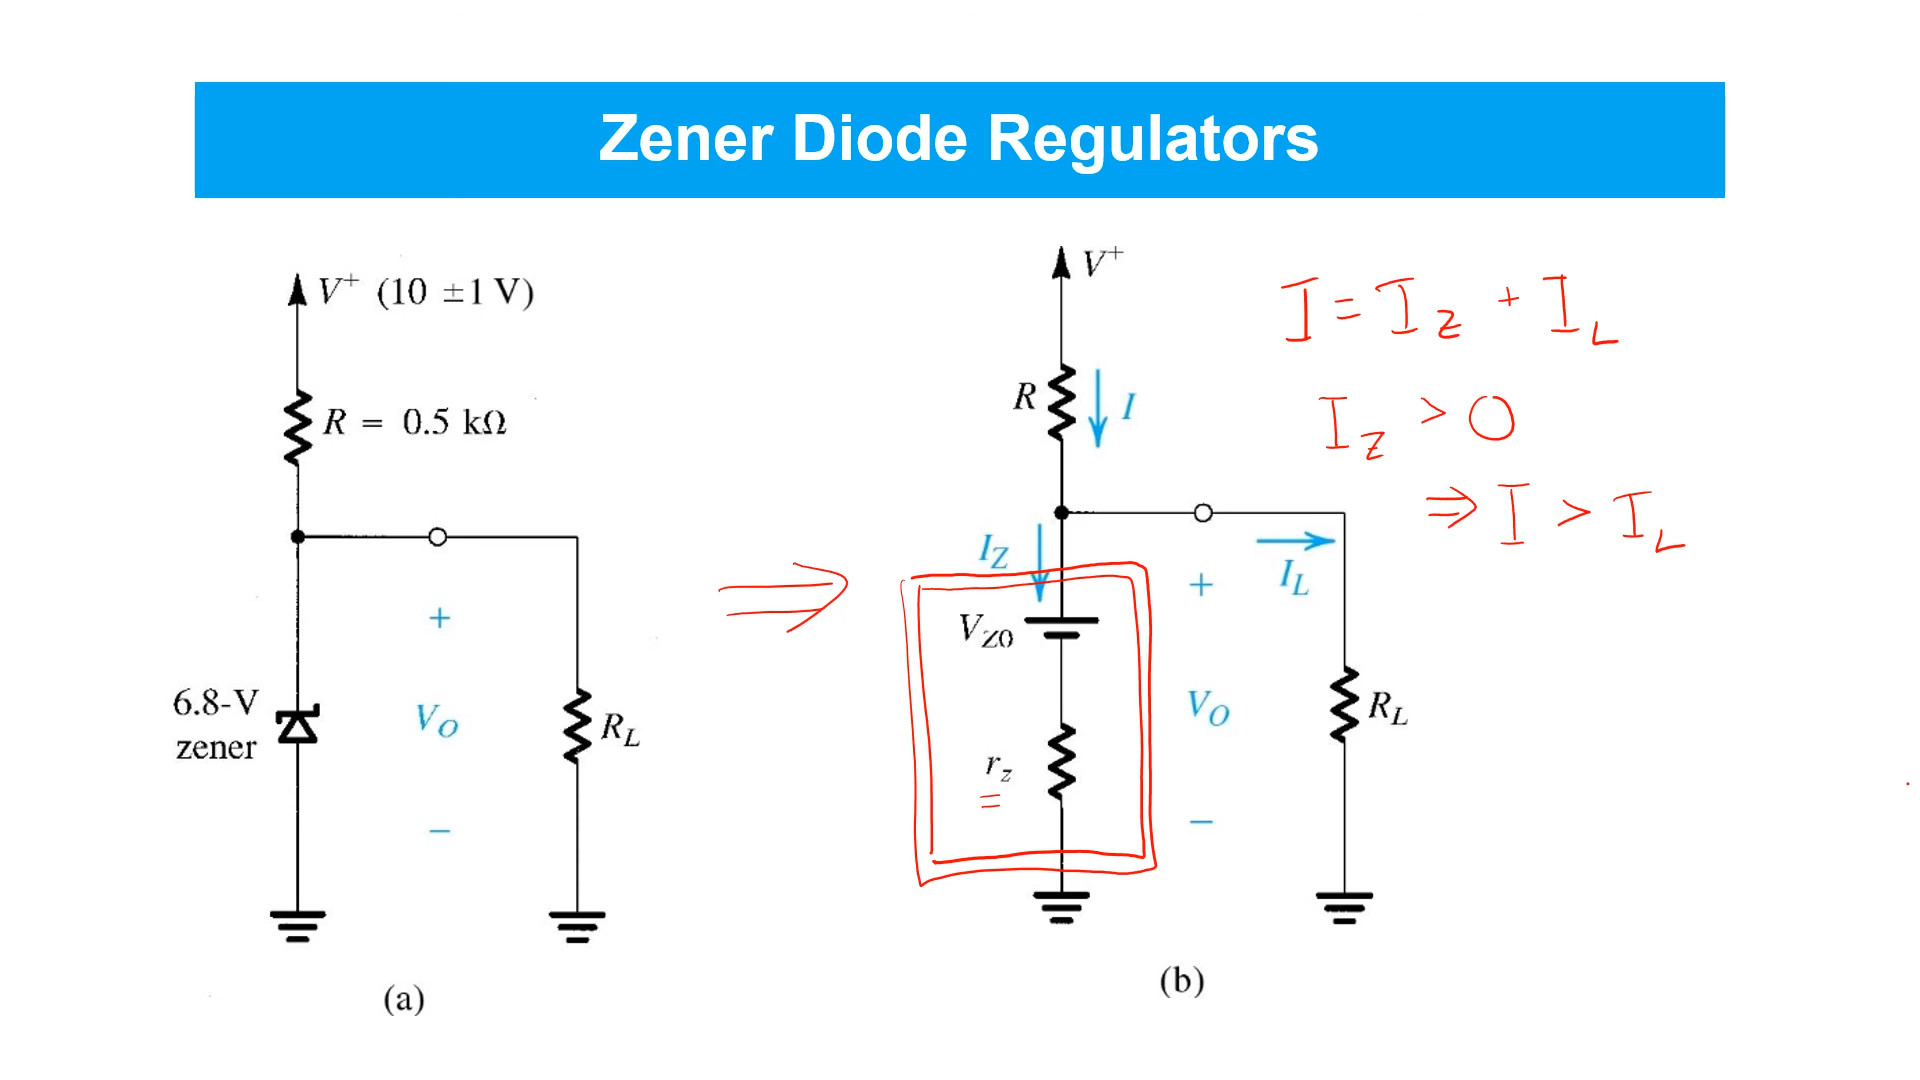 Zener Diode Regulators
V⁺ (10 ±1 V)
R = 0.5 kΩ
+
6.8-V
zener
V_O
R_L
−
(a)
⇒
V⁺
R
I
I_Z
I_L
+
V_Z0
V_O
R_L
r_z
−
(b)
I = I_Z + I_L
I_Z > 0
⇒ I > I_L